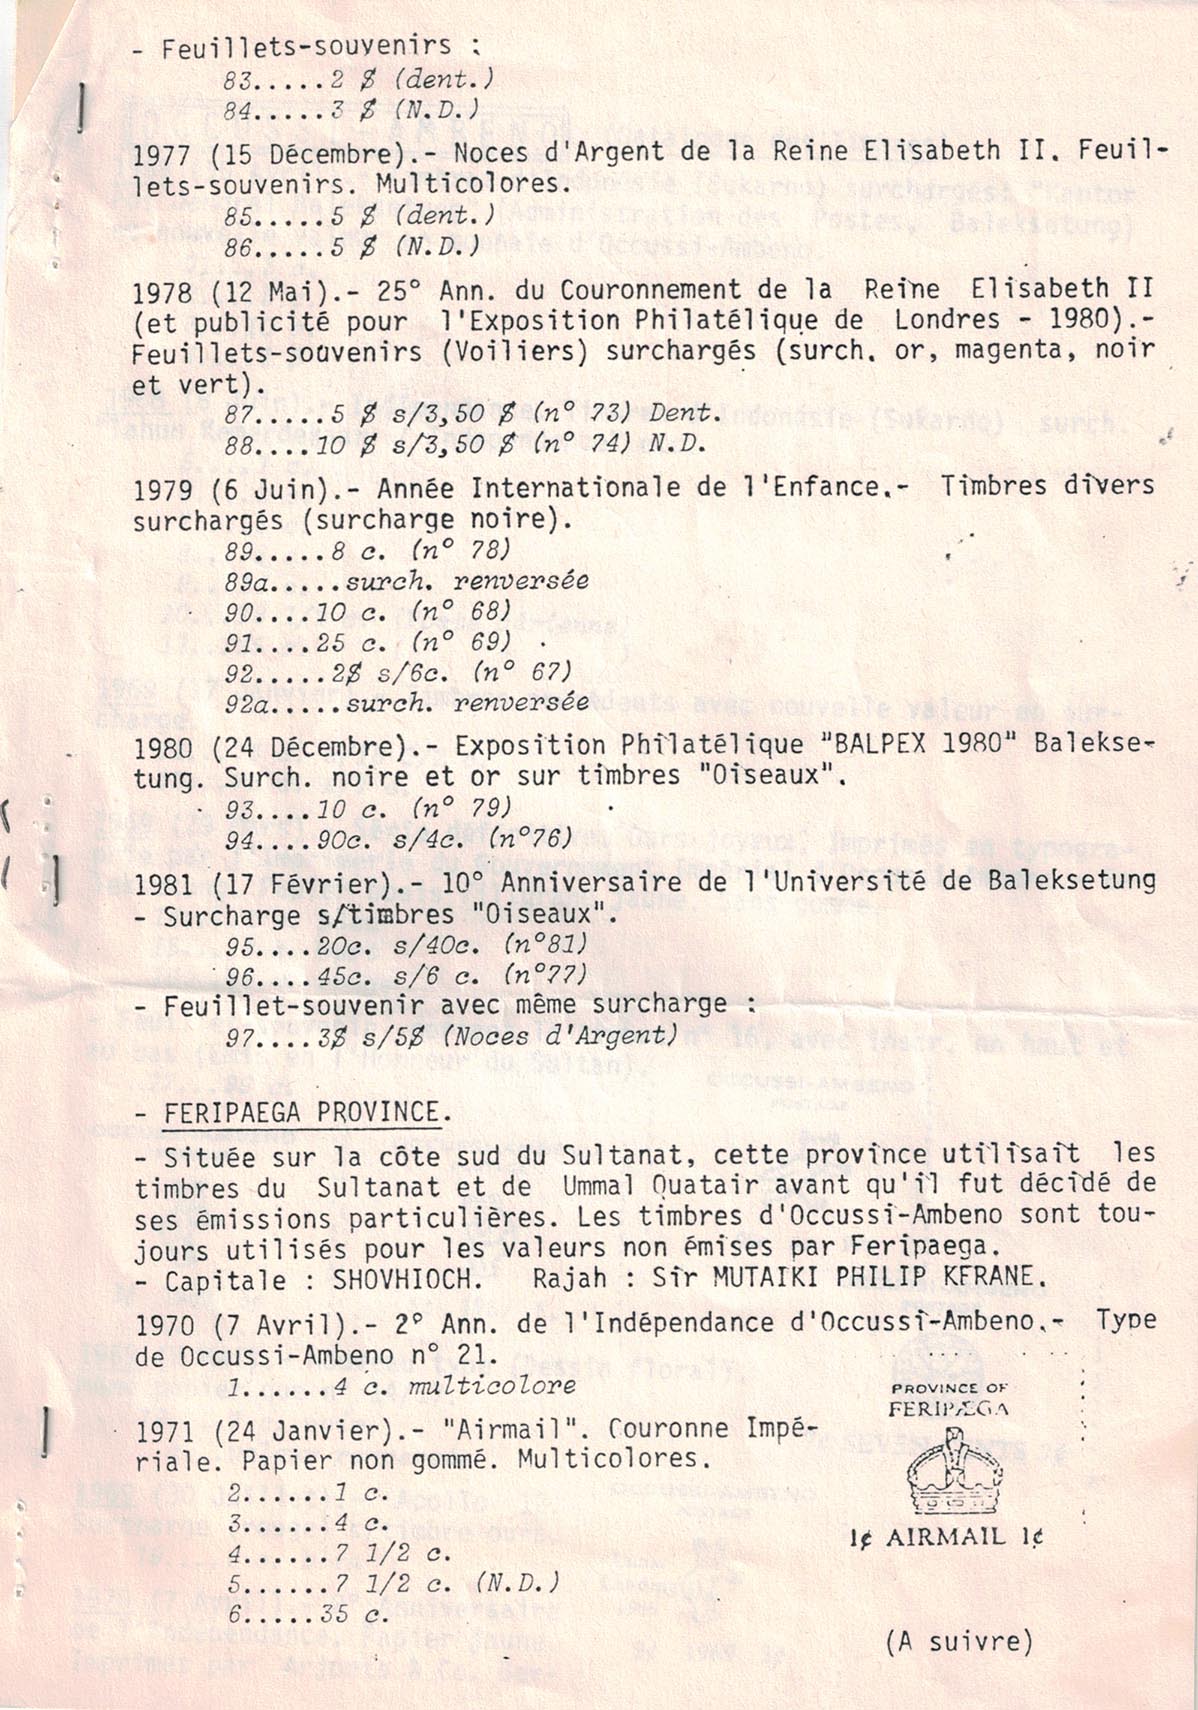 - Feuillets-souvenirs :
83.....2 $ (dent.)
84.....3 $ (N.D.)
1977 (15 Décembre).- Noces d'Argent de la Reine Elisabeth II. Feuil-
lets-souvenirs. Multicolores.
85.....5 $ (dent.)
86.....5 $ (N.D.)
1978 (12 Mai).- 25° Ann. du Couronnement de la Reine Elisabeth II
(et publicité pour l'Exposition Philatélique de Londres - 1980).-
Feuillets-souvenirs (Voiliers) surchargés (surch. or, magenta, noir
et vert).
87.....5 $ s/3,50 $ (n° 73) Dent.
88....10 $ s/3,50 $ (n° 74) N.D.
1979 (6 Juin).- Année Internationale de l'Enfance.- Timbres divers
surchargés (surcharge noire).
89.....8 c. (n° 78)
89a.....surch. renversée
90....10 c. (n° 68)
91....25 c. (n° 69)
92.....2$ s/6c. (n° 67)
92a.....surch. renversée
1980 (24 Décembre).- Exposition Philatélique "BALPEX 1980" Balekse-
tung. Surch. noire et or sur timbres "Oiseaux".
93....10 c. (n° 79)
94....90c. s/4c. (n°76)
1981 (17 Février).- 10° Anniversaire de l'Université de Baleksetung
- Surcharge s/timbres "Oiseaux".
95....20c. s/40c. (n°81)
96....45c. s/6 c. (n°77)
- Feuillet-souvenir avec même surcharge :
97....3$ s/5$ (Noces d'Argent)
- FERIPAEGA PROVINCE.
- Située sur la côte sud du Sultanat, cette province utilisait les
timbres du Sultanat et de Ummal Quatair avant qu'il fut décidé de
ses émissions particulières. Les timbres d'Occussi-Ambeno sont tou-
jours utilisés pour les valeurs non émises par Feripaega.
- Capitale : SHOVHIOCH. Rajah : Sir MUTAIKI PHILIP KFRANE.
1970 (7 Avril).- 2° Ann. de l'Indépendance d'Occussi-Ambeno.- Type
de Occussi-Ambeno n° 21.
1......4 c. multicolore
1971 (24 Janvier).- "Airmail". Couronne Impé-
riale. Papier non gommé. Multicolores.
2......1 c.
3......4 c.
4......7 1/2 c.
5......7 1/2 c. (N.D.)
6.....35 c.
PROVINCE OF
FERIPÆGA
1¢ AIRMAIL 1¢
(A suivre)